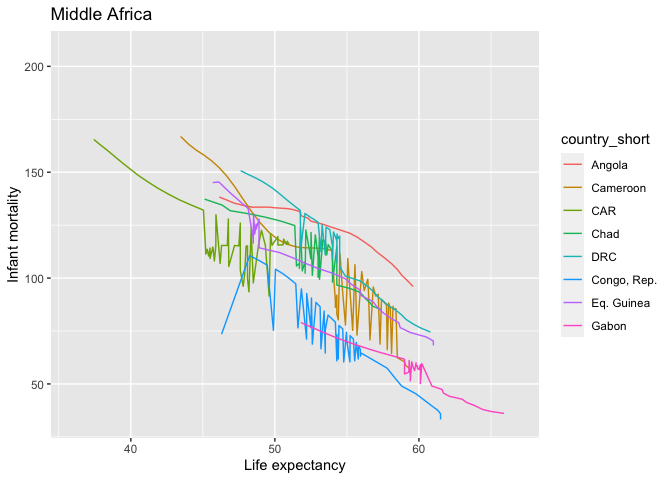 Middle Africa
Infant mortality
200
150
100
50
40
50
60
Life expectancy
country_short
Angola
Cameroon
CAR
Chad
DRC
Congo, Rep.
Eq. Guinea
Gabon